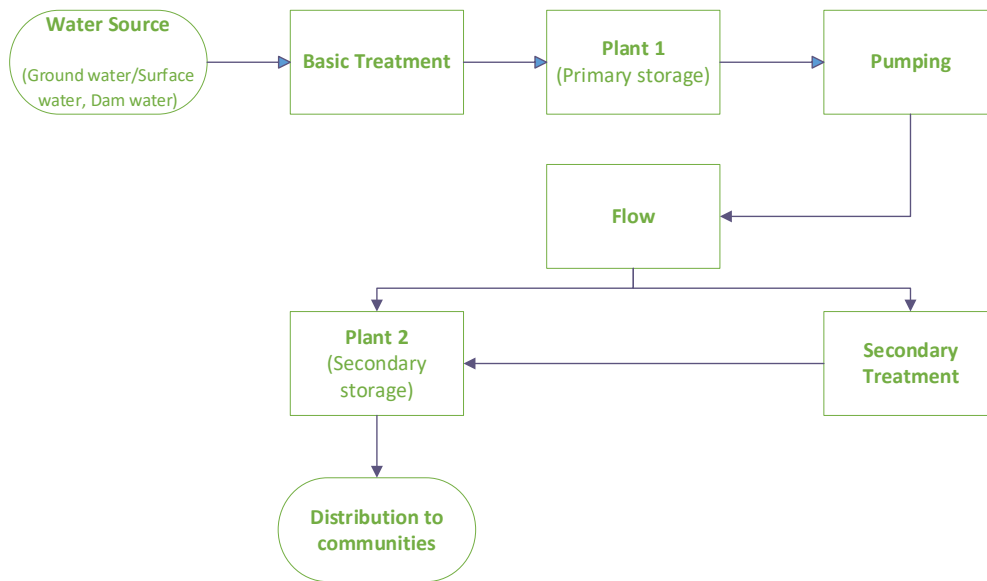 Water Source
(Ground water/Surface
water, Dam water)
Basic Treatment
Plant 1
(Primary storage)
Pumping
Flow
Plant 2
(Secondary
storage)
Secondary
Treatment
Distribution to
communities